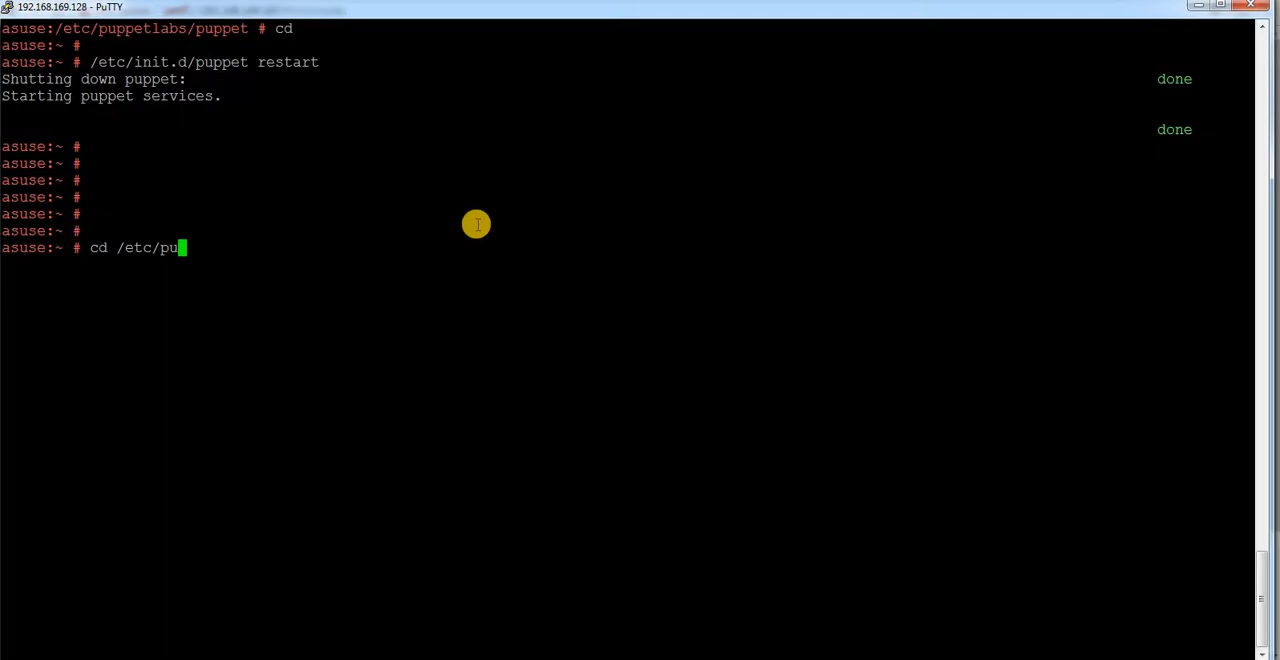 192.168.169.128 - PuTTY
asuse:/etc/puppetlabs/puppet # cd
asuse:~ #
asuse:~ # /etc/init.d/puppet restart
Shutting down puppet: done
Starting puppet services.
done
asuse:~ #
asuse:~ #
asuse:~ #
asuse:~ #
asuse:~ #
asuse:~ #
asuse:~ # cd /etc/pu